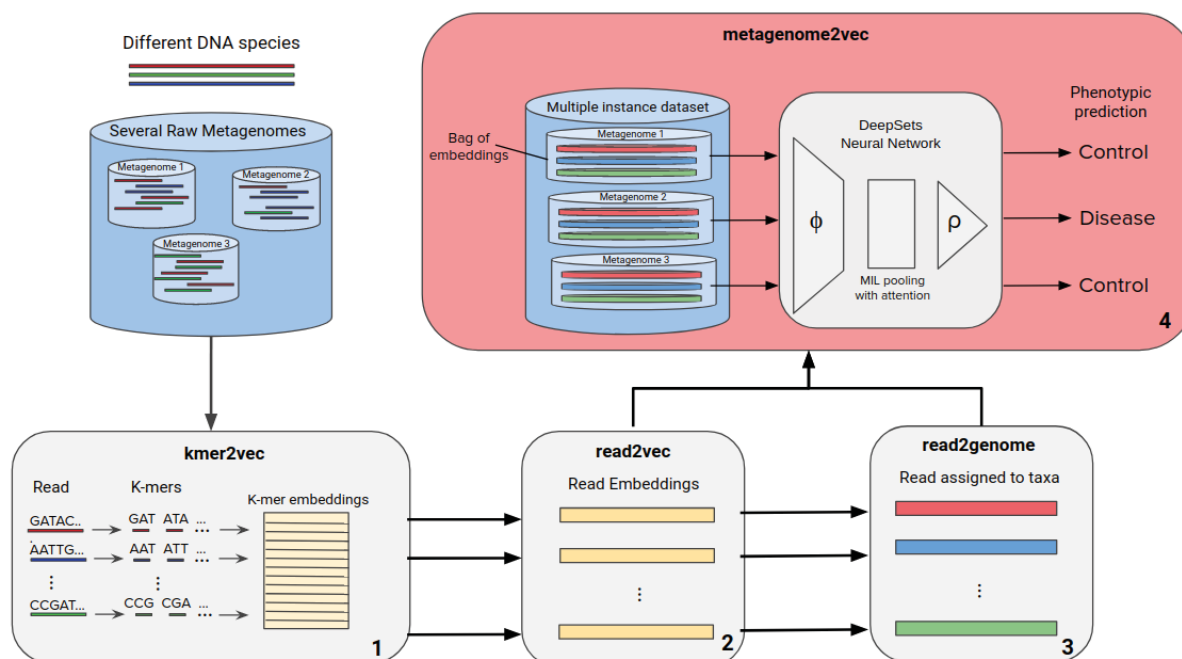 Different DNA species
Several Raw Metagenomes
Metagenome 1
Metagenome 2
Metagenome 3
metagenome2vec
Multiple instance dataset
Bag of
embeddings
Metagenome 1
Metagenome 2
Metagenome 3
DeepSets
Neural Network
ϕ
ρ
MIL pooling
with attention
Phenotypic
prediction
Control
Disease
Control
4
kmer2vec
Read
K-mers
K-mer embeddings
GATAC..
GAT ATA ...
...
AATTG...
AAT ATT ...
...
⋮
⋮
CCGAT...
CCG CGA ...
...
1
read2vec
Read Embeddings
⋮
2
read2genome
Read assigned to taxa
⋮
3